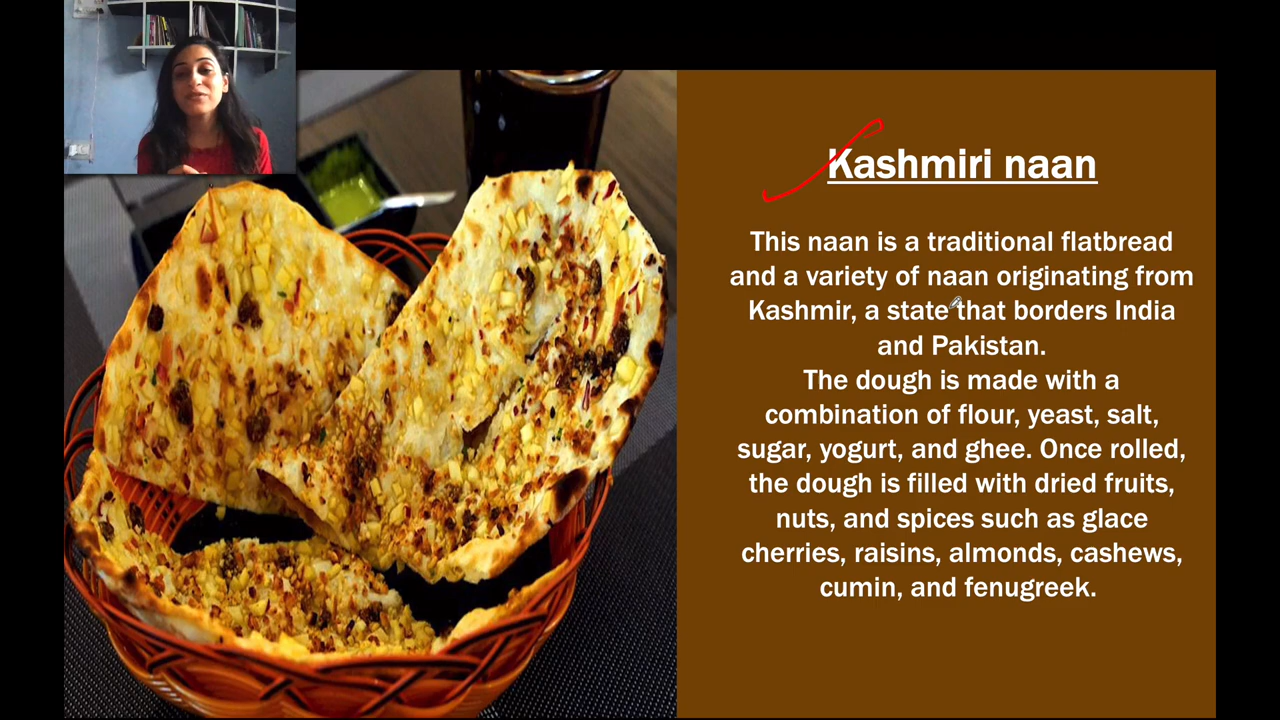 Kashmiri naan
This naan is a traditional flatbread
and a variety of naan originating from
Kashmir, a state that borders India
and Pakistan.
The dough is made with a
combination of flour, yeast, salt,
sugar, yogurt, and ghee. Once rolled,
the dough is filled with dried fruits,
nuts, and spices such as glace
cherries, raisins, almonds, cashews,
cumin, and fenugreek.